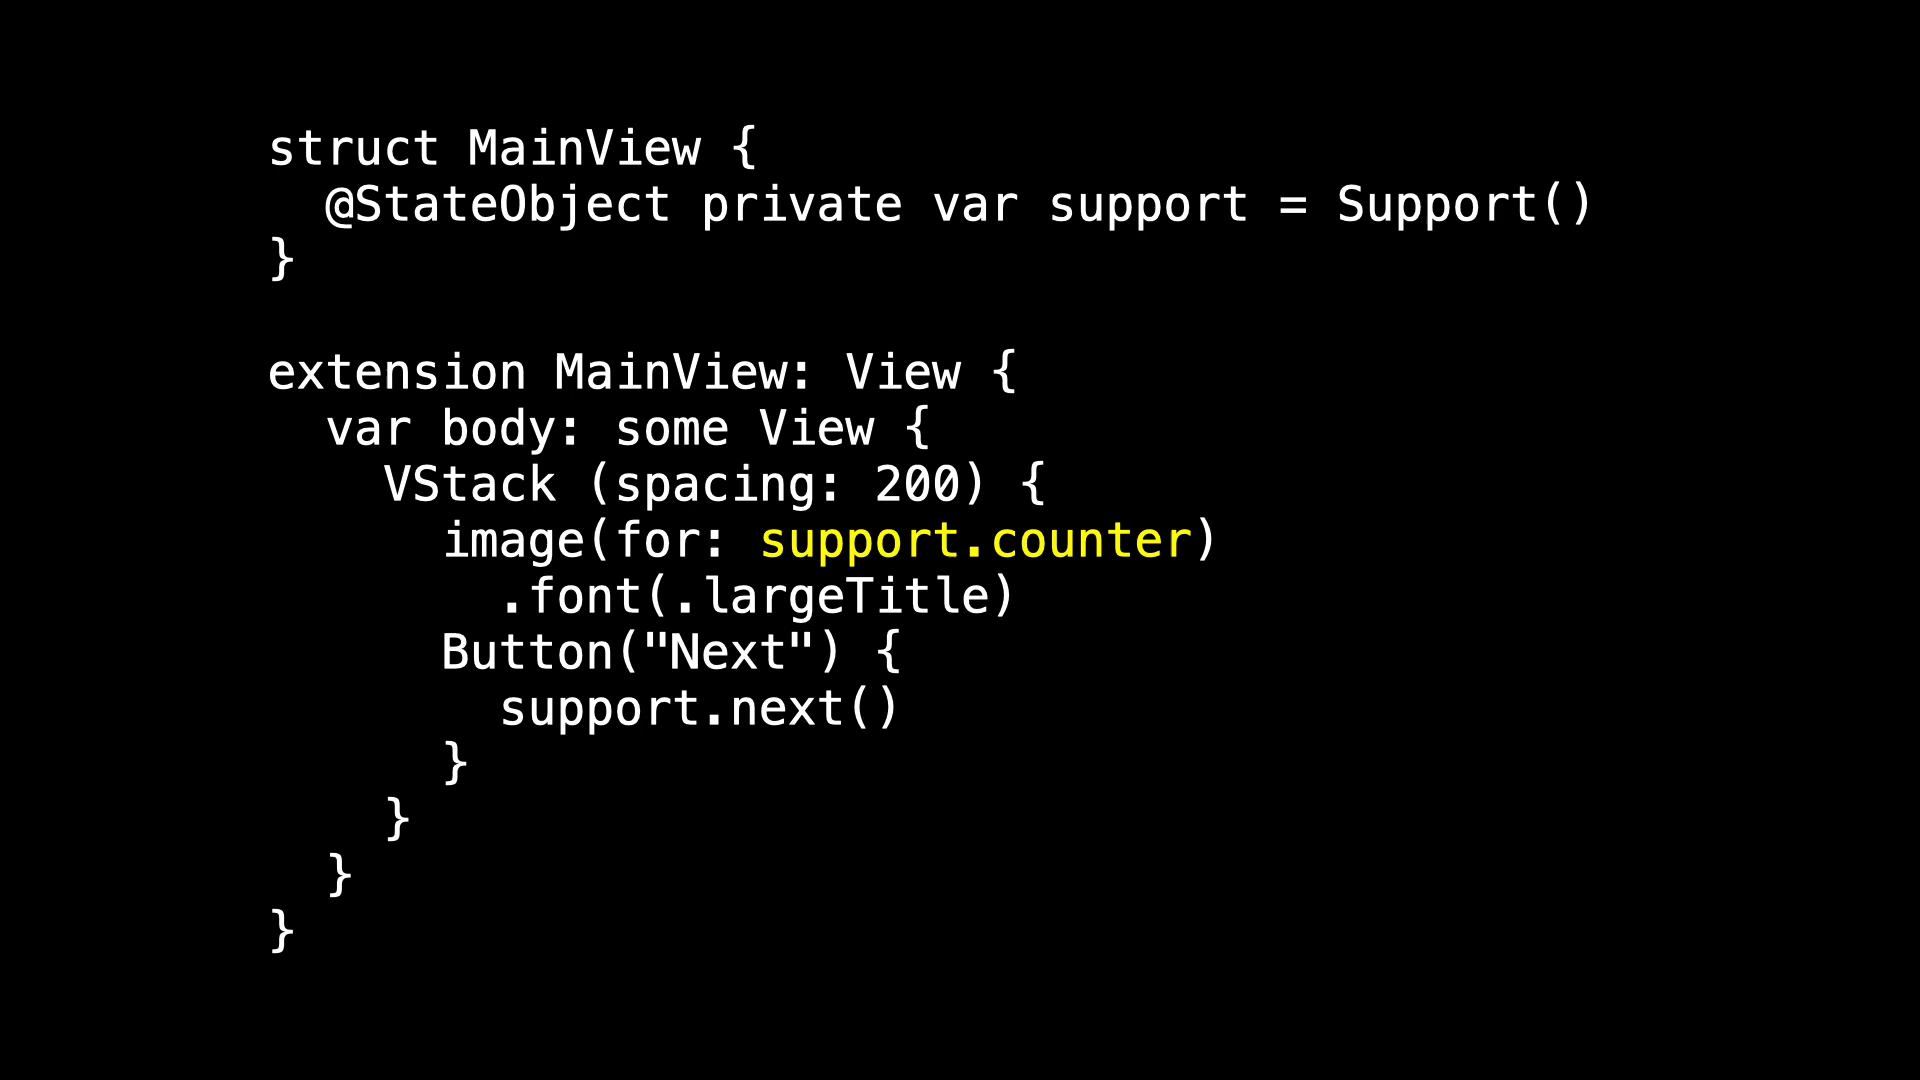 struct MainView {
  @StateObject private var support = Support()
}

extension MainView: View {
  var body: some View {
    VStack (spacing: 200) {
      image(for: support.counter)
        .font(.largeTitle)
      Button("Next") {
        support.next()
      }
    }
  }
}